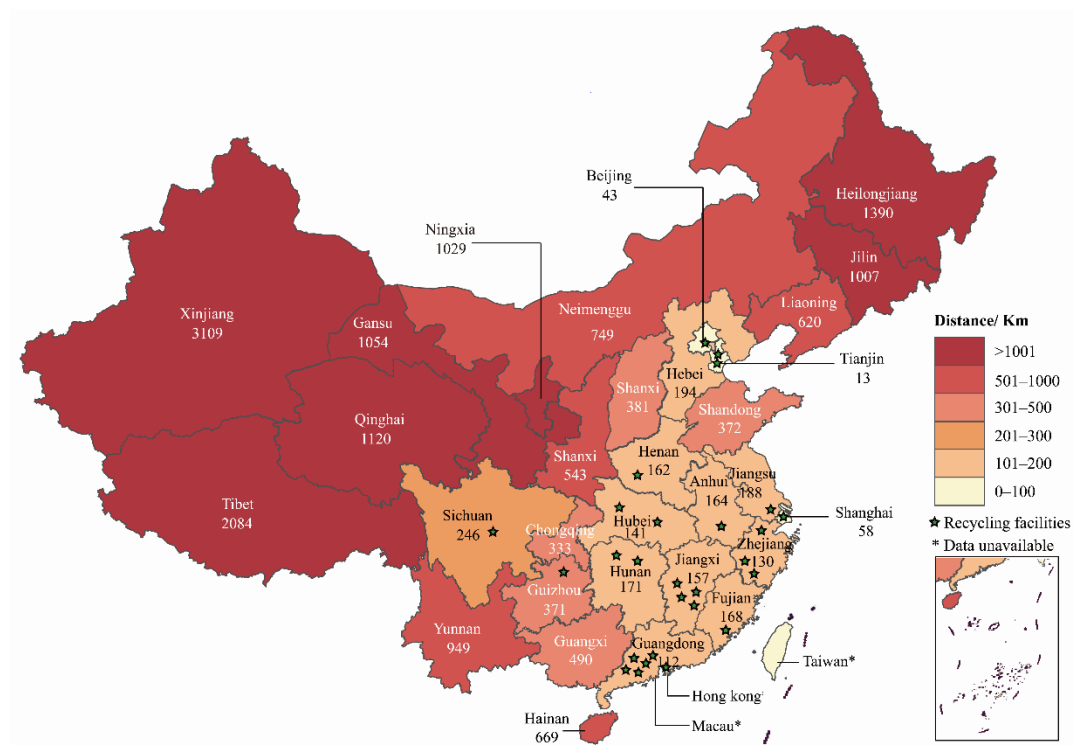 Beijing
43
Heilongjiang
1390
Ningxia
1029
Jilin
1007
Xinjiang
3109
Gansu
1054
Neimenggu
749
Liaoning
620
Distance/ Km
>1001
501–1000
301–500
201–300
101–200
0–100
Recycling facilities
* Data unavailable
Tianjin
13
Hebei
194
Shanxi
381
Shandong
372
Qinghai
1120
Shanxi
543
Henan
162
Jiangsu
188
Anhui
164
Tibet
2084
Sichuan
246
Shanghai
58
Chongqing
333
Hubei
141
Zhejiang
130
Jiangxi
157
Hunan
171
Guizhou
371
Fujian
168
Yunnan
949
Guangxi
490
Guangdong
112
Taiwan*
Hong kong
Macau*
Hainan
669